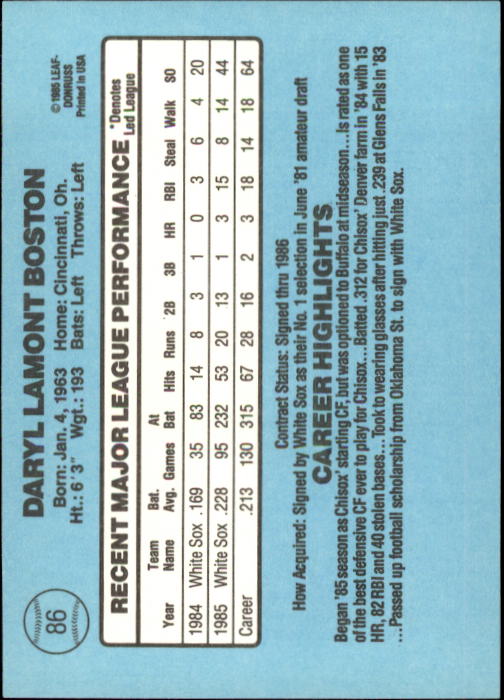 86
DARYL LAMONT BOSTON
Born: Jan. 4, 1963 Home: Cincinnati, Oh.
Ht.: 6'3" Wgt.: 193 Bats: Left Throws: Left
© 1985 LEAF-
DONRUSS
Printed in USA
RECENT MAJOR LEAGUE PERFORMANCE
*Denotes
Led League
Year Team Name Bat. Avg. Games At Bat Hits Runs 2B 3B HR RBI Steal Walk SO
1984 White Sox .169 35 83 14 8 3 1 0 3 6 4 20
1985 White Sox .228 95 232 53 20 13 1 3 15 8 14 44
Career .213 130 315 67 28 16 2 3 18 14 18 64
Contract Status: Signed thru 1986
How Acquired: Signed by White Sox as their No. 1 selection in June '81 amateur draft
CAREER HIGHLIGHTS
Began '85 season as Chisox' starting CF, but was optioned to Buffalo at midseason...Is rated as one
of the best defensive CF ever to play for Chisox...Batted .312 for Chisox' Denver farm in '84 with 15
HR, 82 RBI and 40 stolen bases...Took to wearing glasses after hitting just .239 at Glens Falls in '83
...Passed up football scholarship from Oklahoma St. to sign with White Sox.